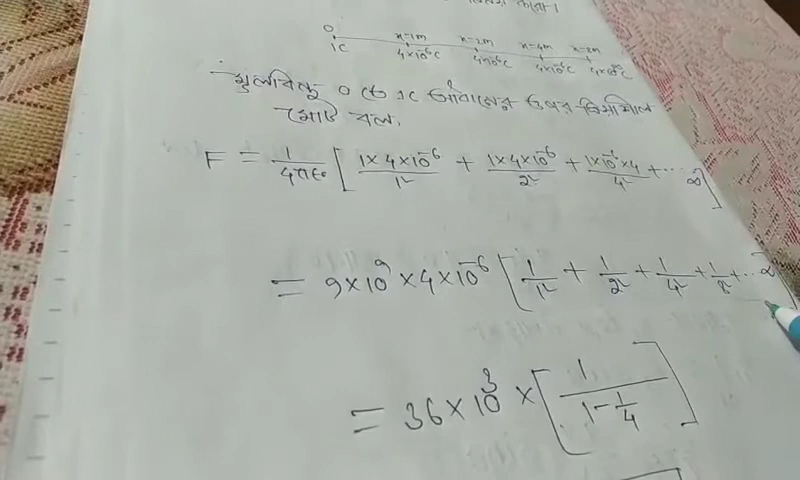 0 x=1m x=2m x=4m x=8m
1C 4×10⁻⁶C 4×10⁻⁶C 4×10⁻⁶C 4×10⁻⁶C
মূলবিন্দু 0 তে 1C আধানের উপর ক্রিয়াশীল
মোট বল.
F = 1/4πε₀ [ 1×4×10⁻⁶/1² + 1×4×10⁻⁶/2² + 1×10⁻⁶×4/4² + ... ∞ ]
= 9×10⁹×4×10⁻⁶ [ 1/1² + 1/2² + 1/4² + 1/8² + ... ∞ ]
= 36×10³ × [ 1/(1-1/4) ]